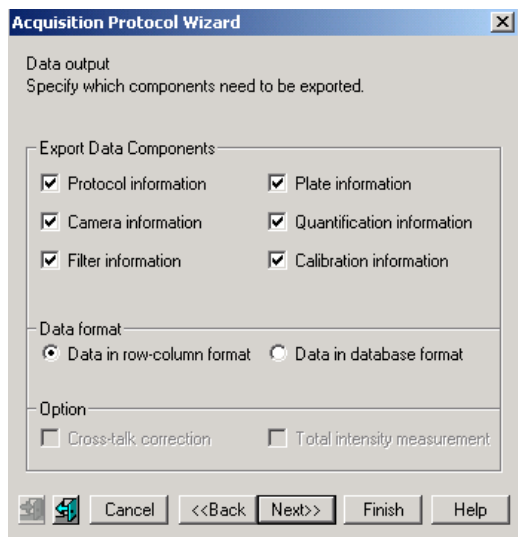 Acquisition Protocol Wizard
Data output
Specify which components need to be exported.
Export Data Components
Protocol information Plate information
Camera information Quantification information
Filter information Calibration information
Data format
Data in row-column format Data in database format
Option
Cross-talk correction Total intensity measurement
Cancel <<Back Next>> Finish Help